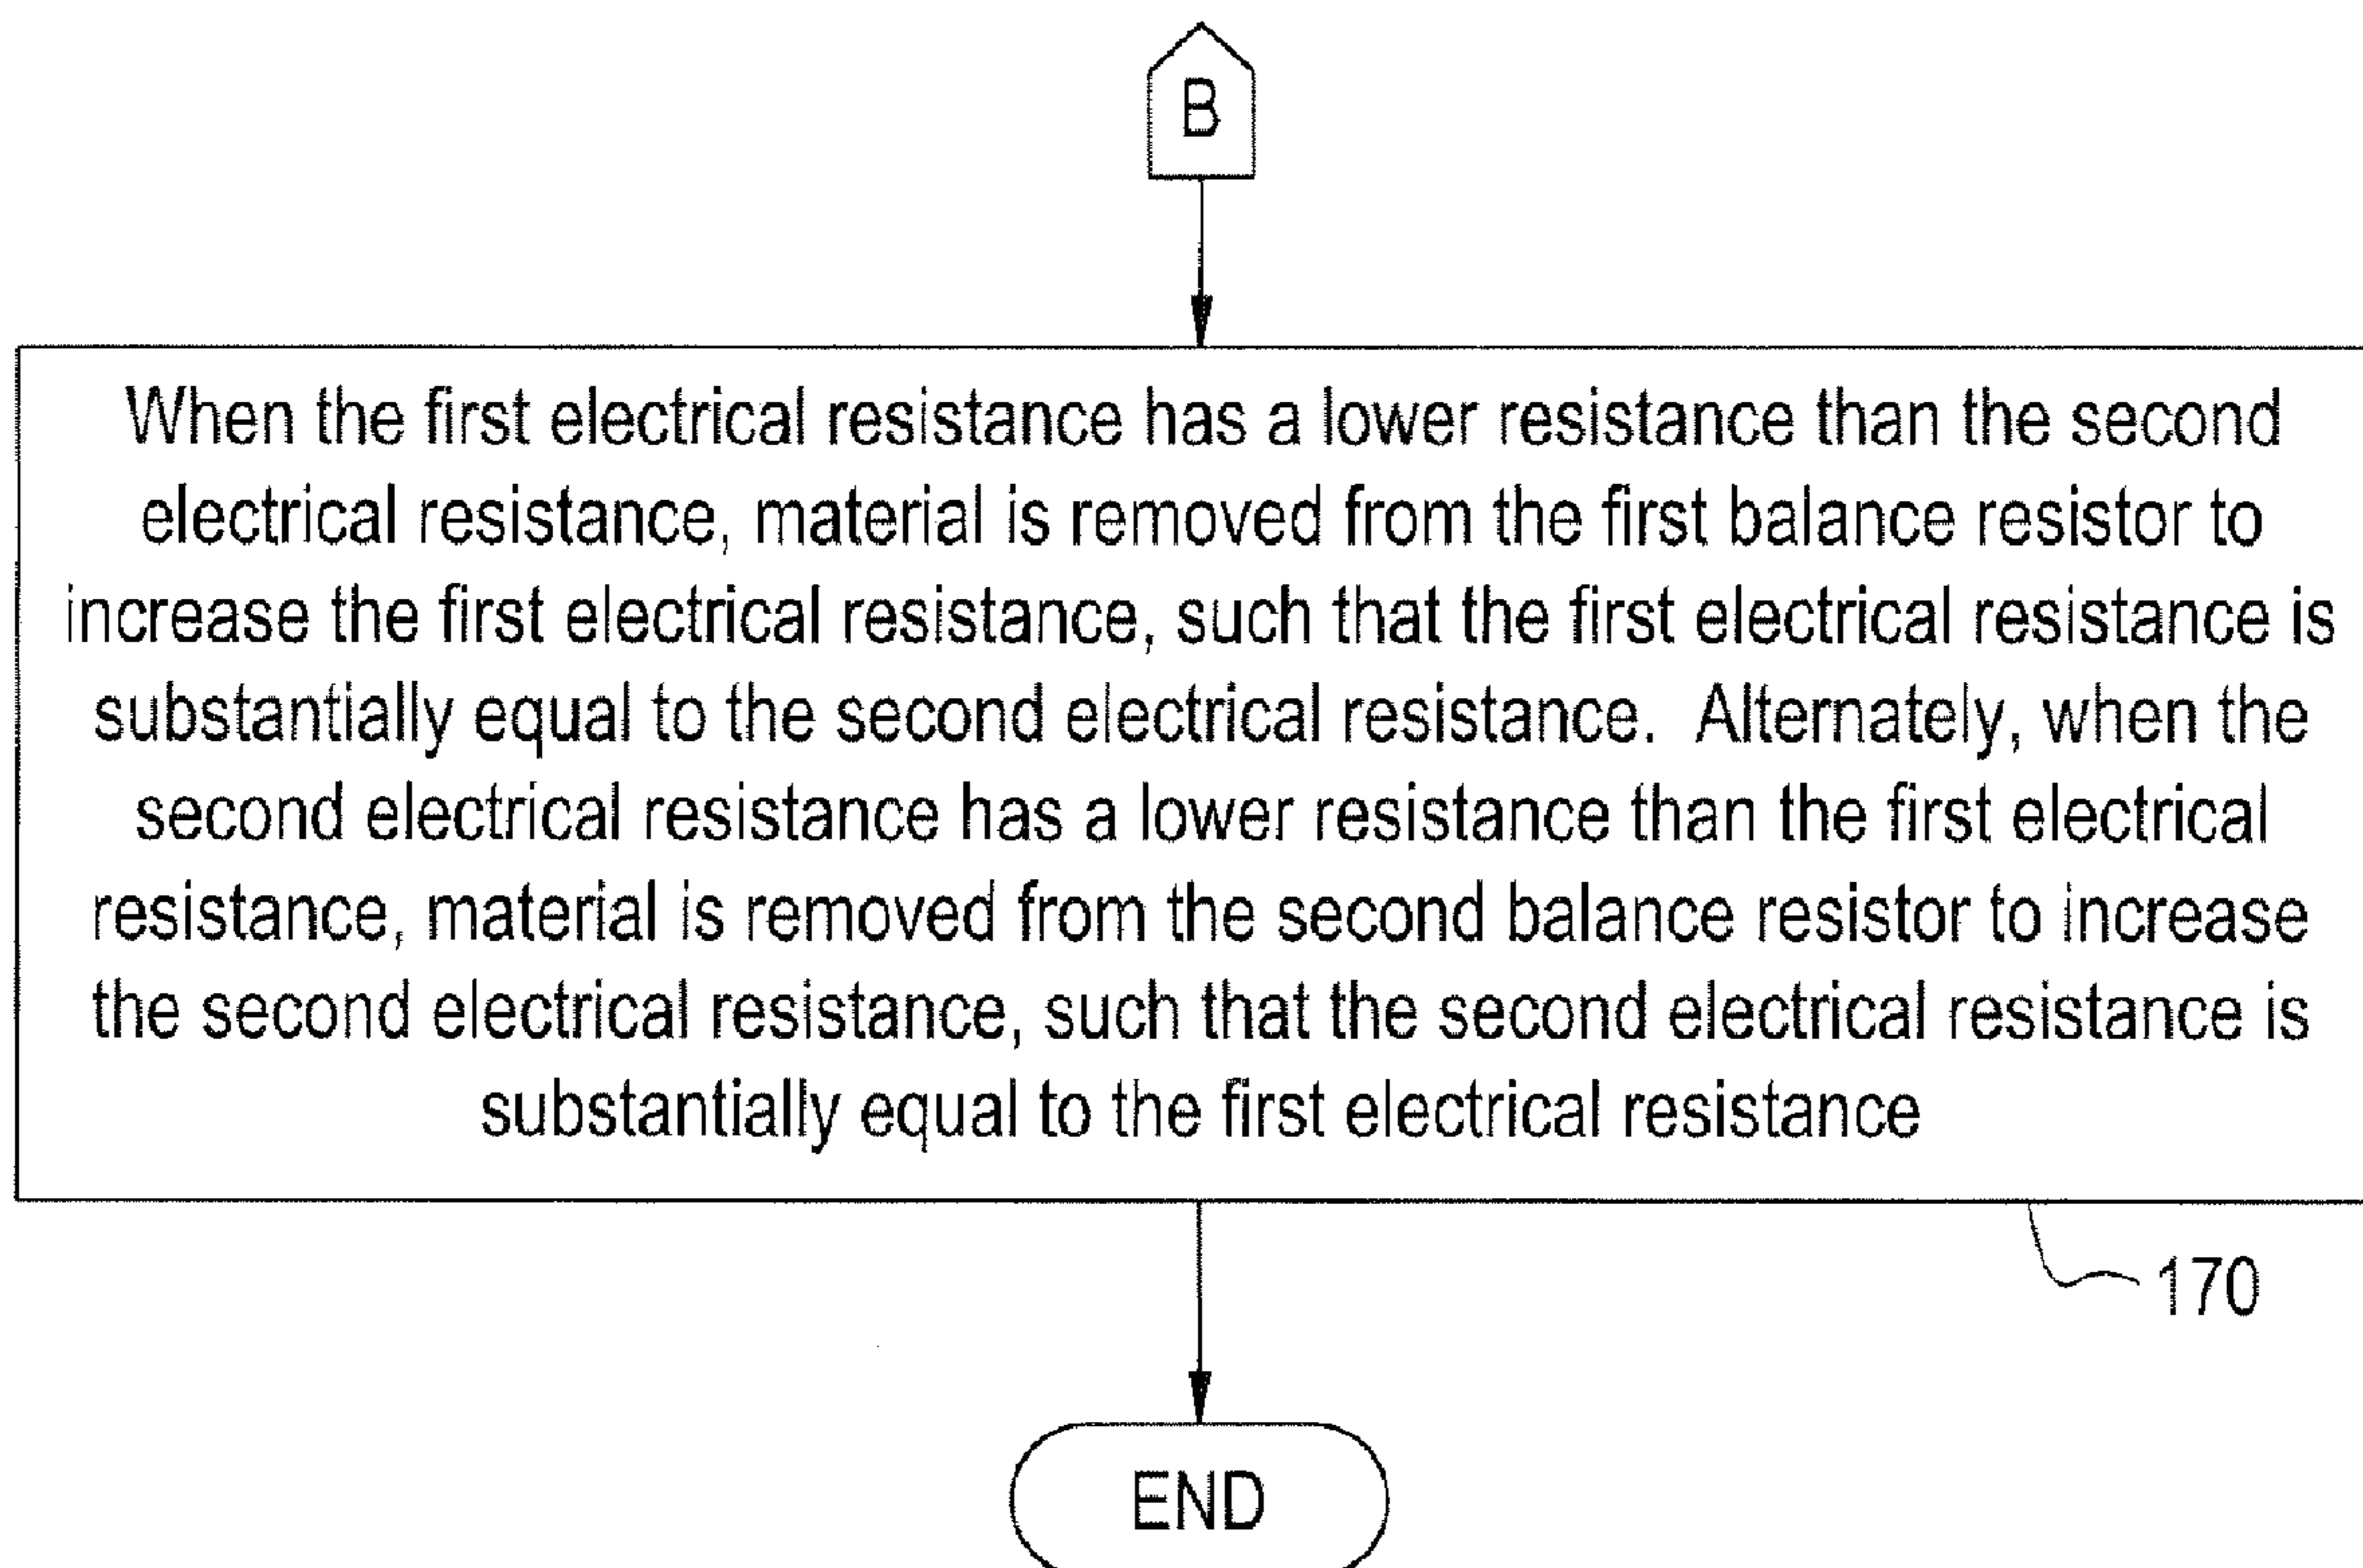 B
When the first electrical resistance has a lower resistance than the second
electrical resistance, material is removed from the first balance resistor to
increase the first electrical resistance, such that the first electrical resistance is
substantially equal to the second electrical resistance.  Alternately, when the
second electrical resistance has a lower resistance than the first electrical
resistance, material is removed from the second balance resistor to increase
the second electrical resistance, such that the second electrical resistance is
substantially equal to the first electrical resistance
170
END